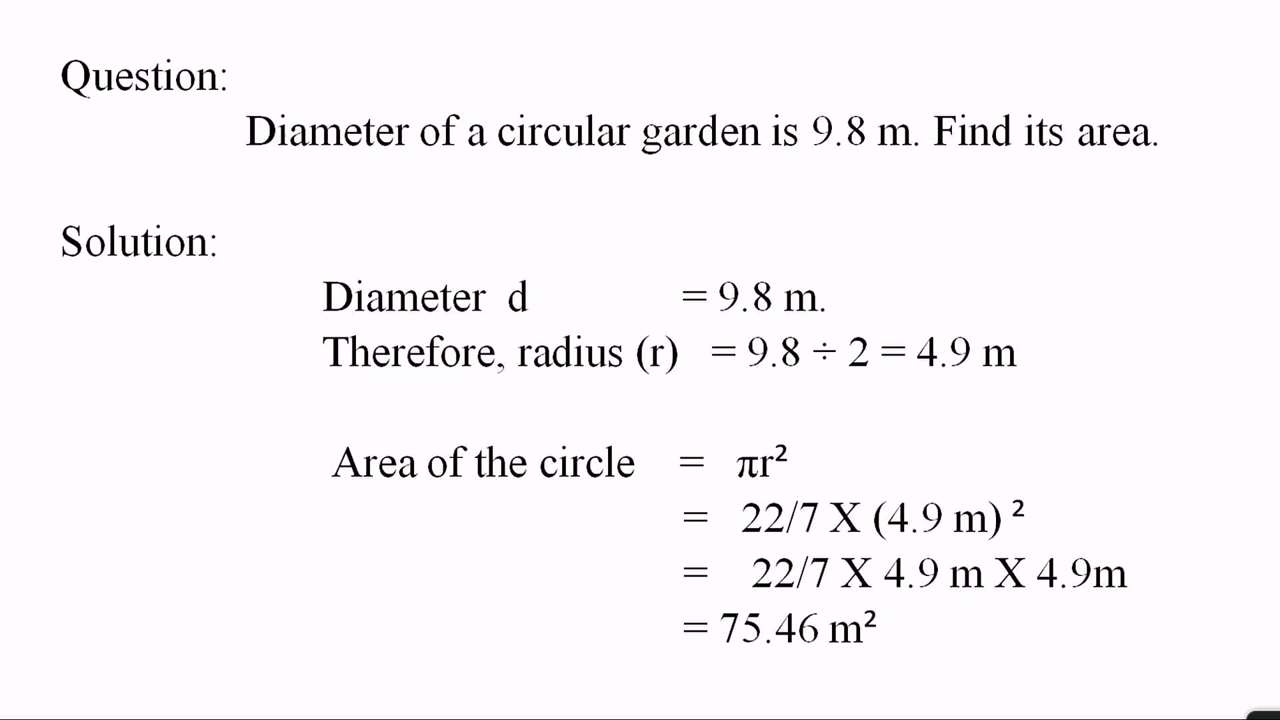 Question:
Diameter of a circular garden is 9.8 m. Find its area.
Solution:
Diameter d = 9.8 m.
Therefore, radius (r) = 9.8 ÷ 2 = 4.9 m
Area of the circle = πr²
= 22/7 X (4.9 m) ²
= 22/7 X 4.9 m X 4.9m
= 75.46 m²